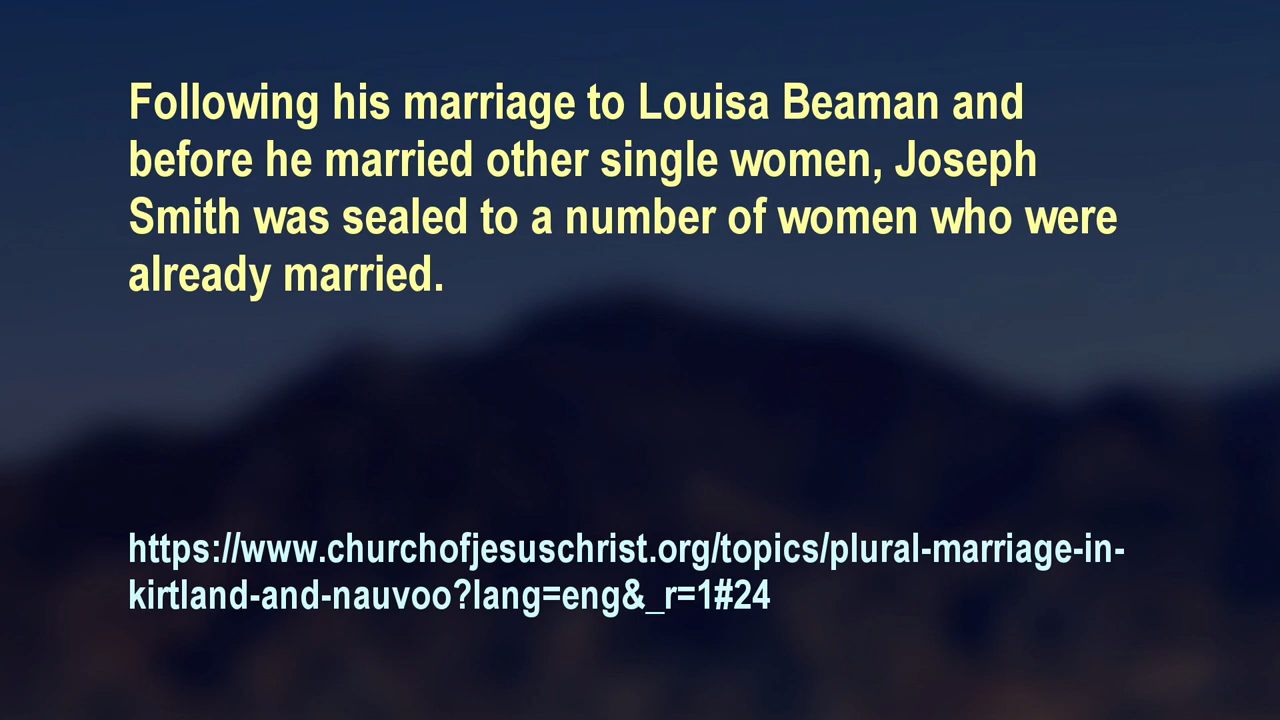 Following his marriage to Louisa Beaman and
before he married other single women, Joseph
Smith was sealed to a number of women who were
already married.
https://www.churchofjesuschrist.org/topics/plural-marriage-in-
kirtland-and-nauvoo?lang=eng&_r=1#24